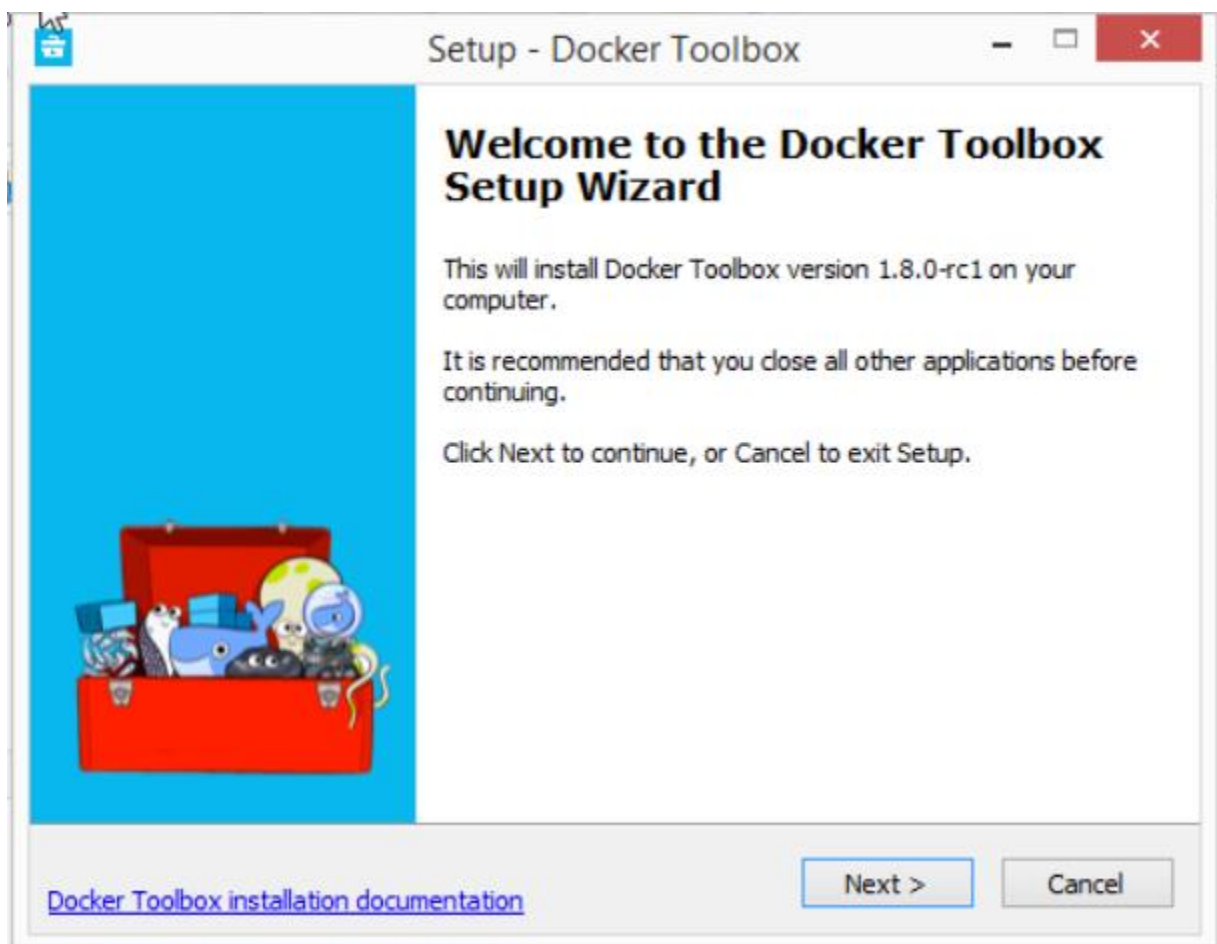 Setup - Docker Toolbox
Welcome to the Docker Toolbox
Setup Wizard
This will install Docker Toolbox version 1.8.0-rc1 on your
computer.
It is recommended that you close all other applications before
continuing.
Click Next to continue, or Cancel to exit Setup.
Docker Toolbox installation documentation
Next >
Cancel